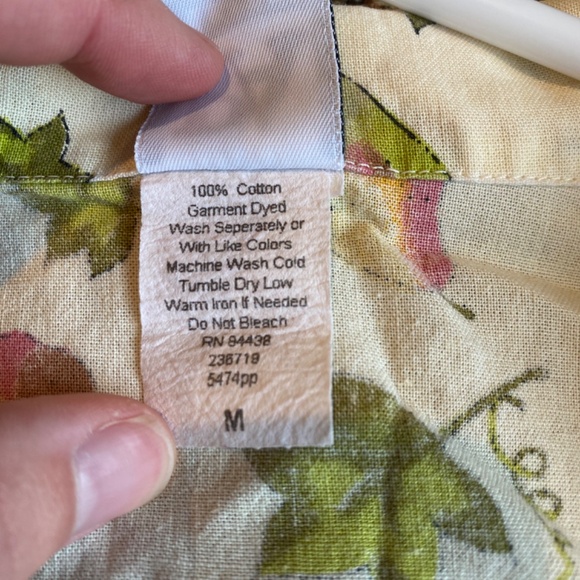 100% Cotton
Garment Dyed
Wash Seperately or
With Like Colors
Machine Wash Cold
Tumble Dry Low
Warm Iron If Needed
Do Not Bleach
RN 94438
236719
5474pp
M